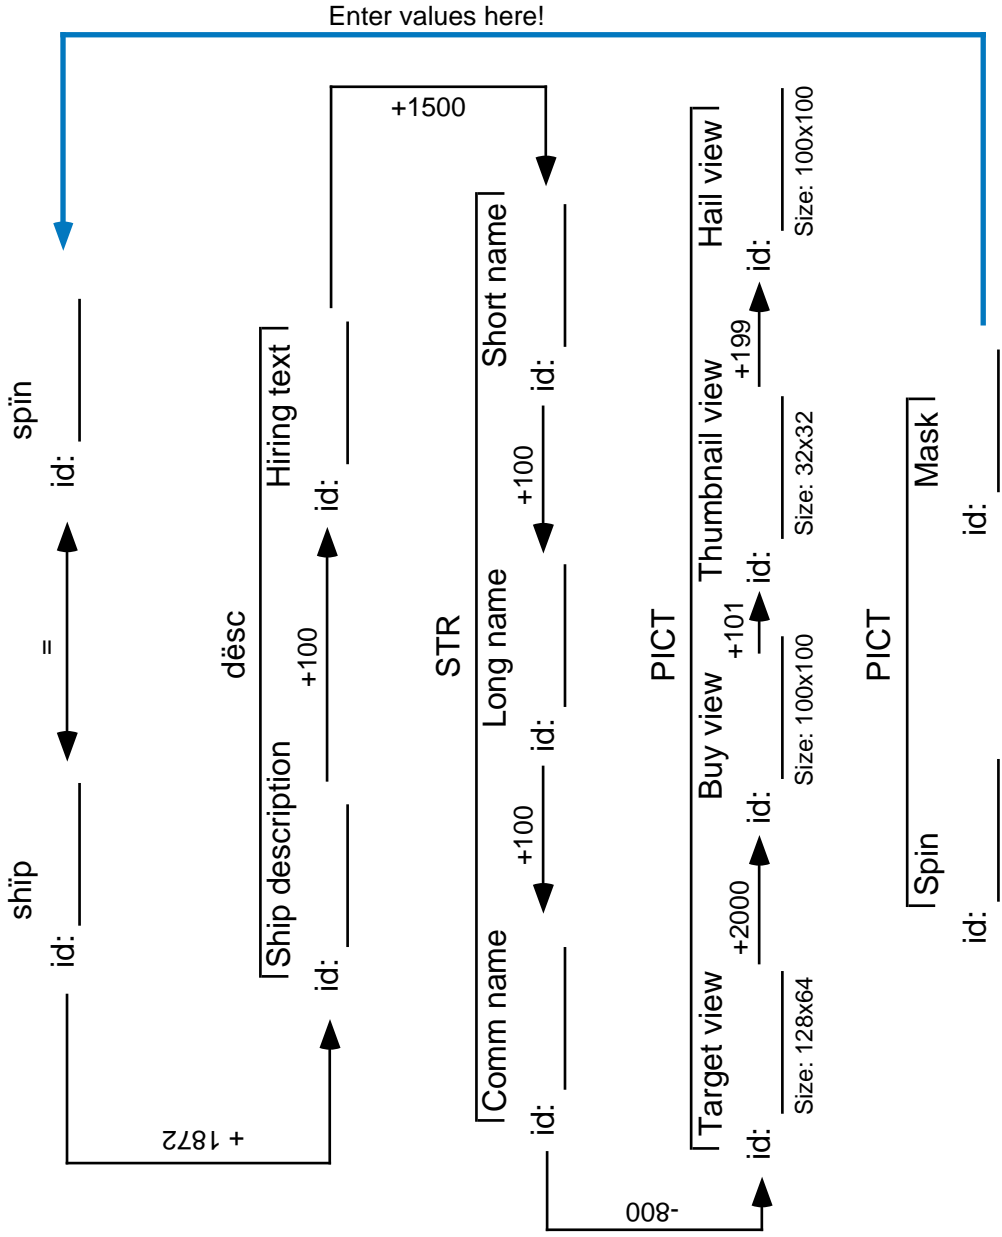 Enter values here!
shïp
id:
=
spïn
id:
+ 1872
dësc
Ship description
id:
+100
Hiring text
id:
+1500
STR
Comm name
id:
+100
Long name
id:
+100
Short name
id:
-800
PICT
Target view
id:
Size: 128x64
+2000
Buy view
id:
Size: 100x100
+101
Thumbnail view
id:
Size: 32x32
+199
Hail view
id:
Size: 100x100
PICT
Spin
id:
Mask
id: